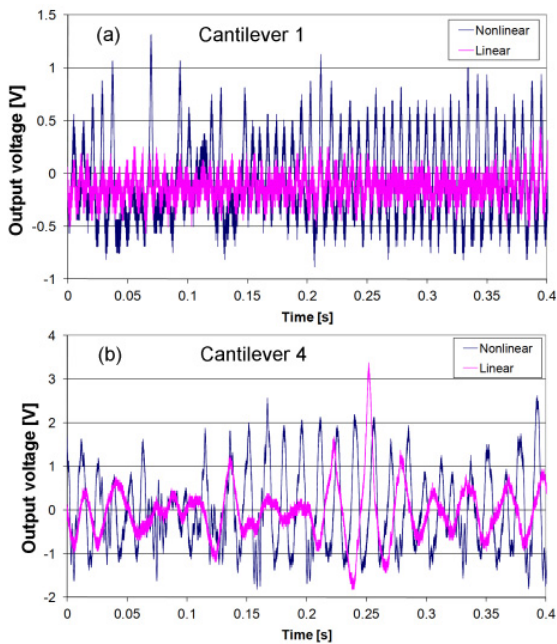 (a) Cantilever 1
Nonlinear
Linear
Output voltage [V]
1.5
1
0.5
0
-0.5
-1
0 0.05 0.1 0.15 0.2 0.25 0.3 0.35 0.4
Time [s]
(b) Cantilever 4
Nonlinear
Linear
Output voltage [V]
4
3
2
1
0
-1
-2
0 0.05 0.1 0.15 0.2 0.25 0.3 0.35 0.4
Time [s]